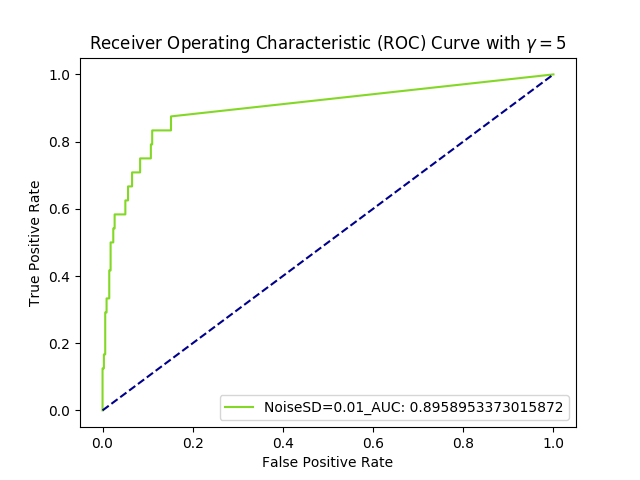 Receiver Operating Characteristic (ROC) Curve with γ = 5
True Positive Rate
1.0
0.8
0.6
0.4
0.2
0.0
NoiseSD=0.01_AUC: 0.8958953373015872
0.0 0.2 0.4 0.6 0.8 1.0
False Positive Rate